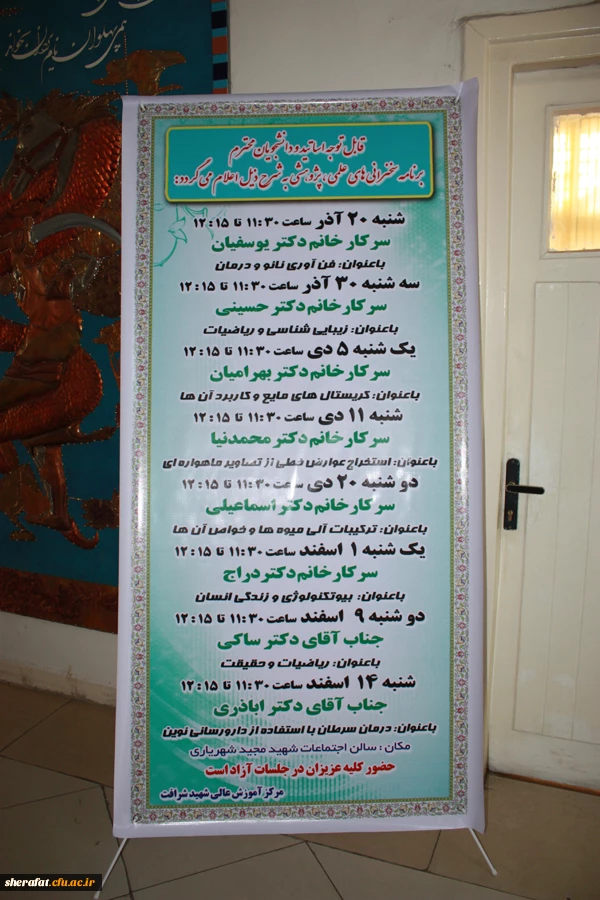 همی پهلوان نام
بخواند
قابل توجه اساتید و دانشجویان محترم
برنامه سخنرانی های علمی ، پژوهشی به شرح ذیل اعلام می گردد:
شنبه ۲۰ آذر ساعت ۱۱:۳۰ تا ۱۲:۱۵
سرکار خانم دکتر یوسفیان
باعنوان: فن آوری نانو و درمان
سه شنبه ۳۰ آذر ساعت ۱۱:۳۰ تا ۱۲:۱۵
سرکار خانم دکتر حسینی
باعنوان: زیبایی شناسی و ریاضیات
یک شنبه ۵ دی ساعت ۱۱:۳۰ تا ۱۲:۱۵
سرکار خانم دکتر بهرامیان
باعنوان: کریستال های مایع و کاربرد آن ها
شنبه ۱۱ دی ساعت ۱۱:۳۰ تا ۱۲:۱۵
سرکار خانم دکتر محمدنیا
باعنوان: استخراج عوارض خطی از تصاویر ماهواره ای
دو شنبه ۲۰ دی ساعت ۱۱:۳۰ تا ۱۲:۱۵
سرکار خانم دکتر اسماعیلی
باعنوان: ترکیبات آلی میوه ها و خواص آن ها
یک شنبه ۱ اسفند ساعت ۱۱:۳۰ تا ۱۲:۱۵
سرکار خانم دکتر دراج
باعنوان: بیوتکنولوژی و زندگی انسان
دو شنبه ۹ اسفند ساعت ۱۱:۳۰ تا ۱۲:۱۵
جناب آقای دکتر ساکی
باعنوان: ریاضیات و حقیقت
شنبه ۱۴ اسفند ساعت ۱۱:۳۰ تا ۱۲:۱۵
جناب آقای دکتر اباذری
باعنوان: درمان سرطان با استفاده از دارورسانی نوین
مکان : سالن اجتماعات شهید مجید شهریاری
حضور کلیه عزیزان در جلسات آزاد است
مرکز آموزش عالی شهید شرافت
sherafat.cfu.ac.ir